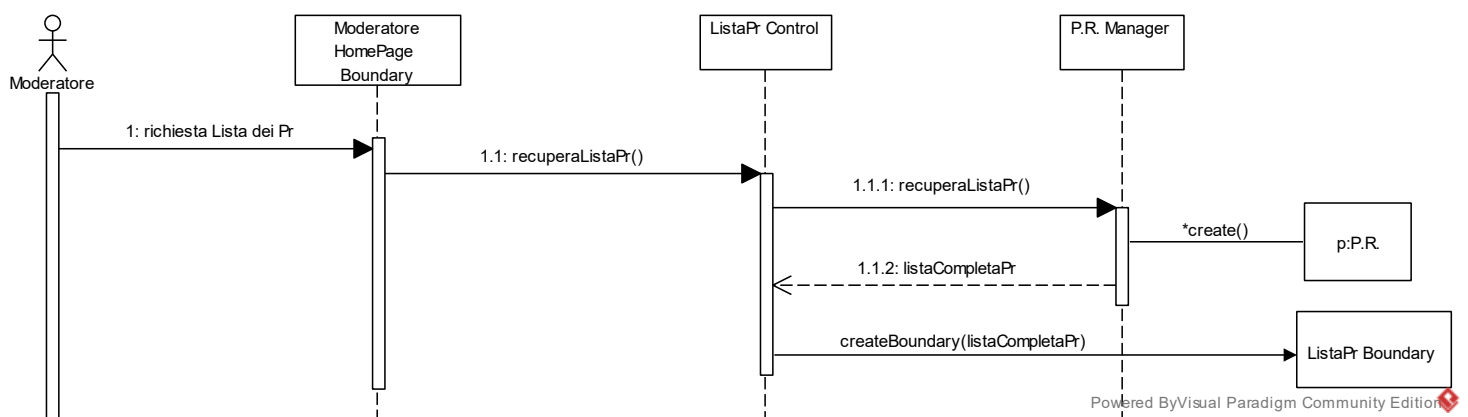 Moderatore
HomePage
Boundary
ListaPr Control
P.R. Manager
Moderatore
1: richiesta Lista dei Pr
1.1: recuperaListaPr()
1.1.1: recuperaListaPr()
*create()
p:P.R.
1.1.2: listaCompletaPr
createBoundary(listaCompletaPr)
ListaPr Boundary
Powered ByVisual Paradigm Community Edition